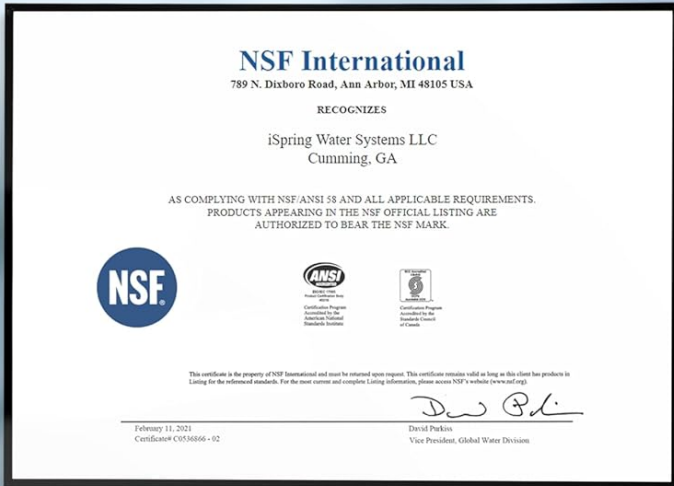 NSF International
789 N. Dixboro Road, Ann Arbor, MI 48105 USA
RECOGNIZES
iSpring Water Systems LLC
Cumming, GA
AS COMPLYING WITH NSF/ANSI 58 AND ALL APPLICABLE REQUIREMENTS.
PRODUCTS APPEARING IN THE NSF OFFICIAL LISTING ARE
AUTHORIZED TO BEAR THE NSF MARK.
NSF®
ANSI
Certification Program
Accredited by the
American National
Standards Institute
Certification Program
Accredited by the
Standards Council
of Canada
This certificate is the property of NSF International and must be returned upon request. This certificate remains valid as long as this client has products in
Listing for the referenced standards. For the most current and complete Listing information, please access NSF's website (www.nsf.org).
February 11, 2021
Certificate# C0536866 - 02
David Purkiss
Vice President, Global Water Division